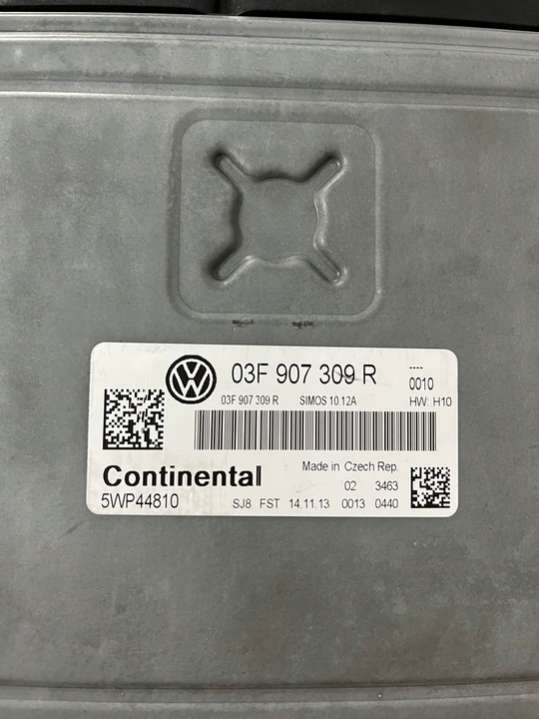 03F 907 309 R
----
0010
03F 907 309 R SIMOS 10.12A HW: H10
Continental
Made in Czech Rep.
02 3463
5WP44810
SJ8 FST 14.11.13 0013 0440